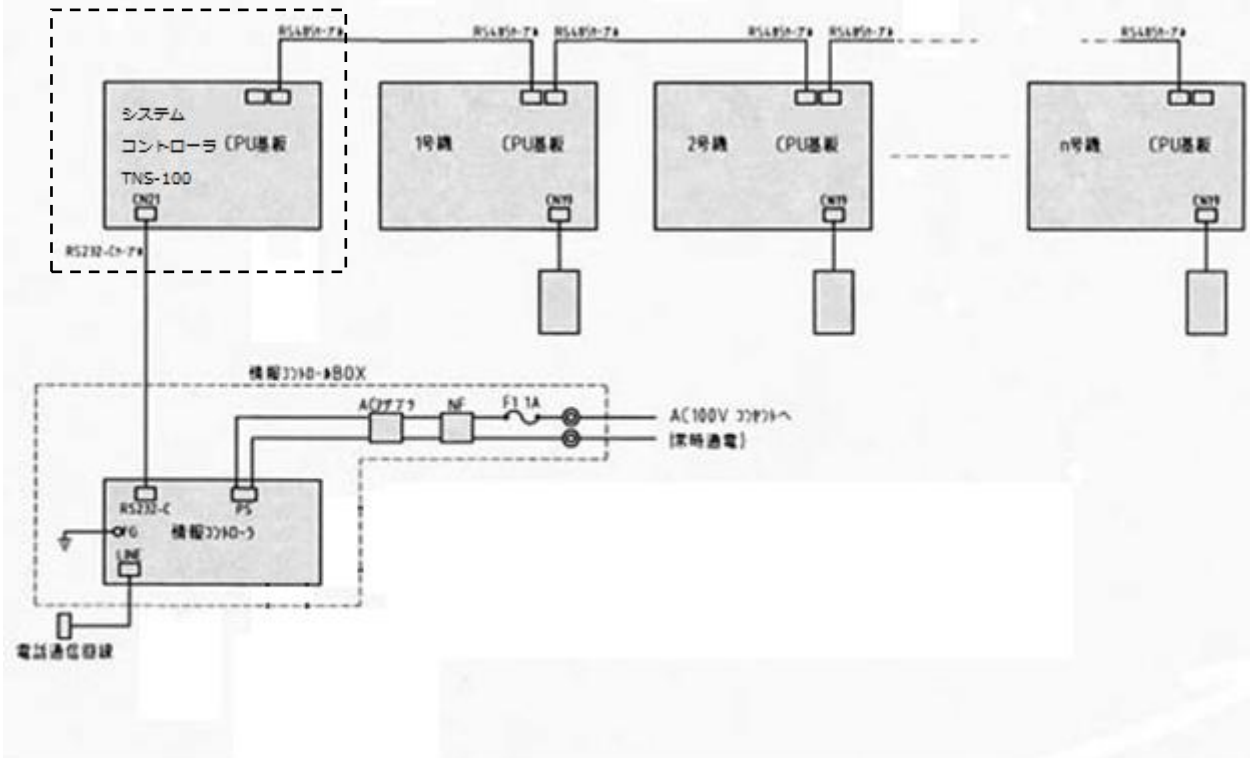 RS485ケーブル
RS485ケーブル
RS485ケーブル
RS485ケーブル
RS485ケーブル
RS485ケーブル
システム
コントローラ CPU基板
TNS-100
CN21
1号機 CPU基板
CN19
2号機 CPU基板
CN19
n号機 CPU基板
CN19
RS232-Cケーブル
情報コントロールBOX
ACアダプタ
NF
F1 1A
AC100V コンセントへ
(常時通電)
RS232-C
PS
FG
情報コントローラ
LINE
電話通信回線